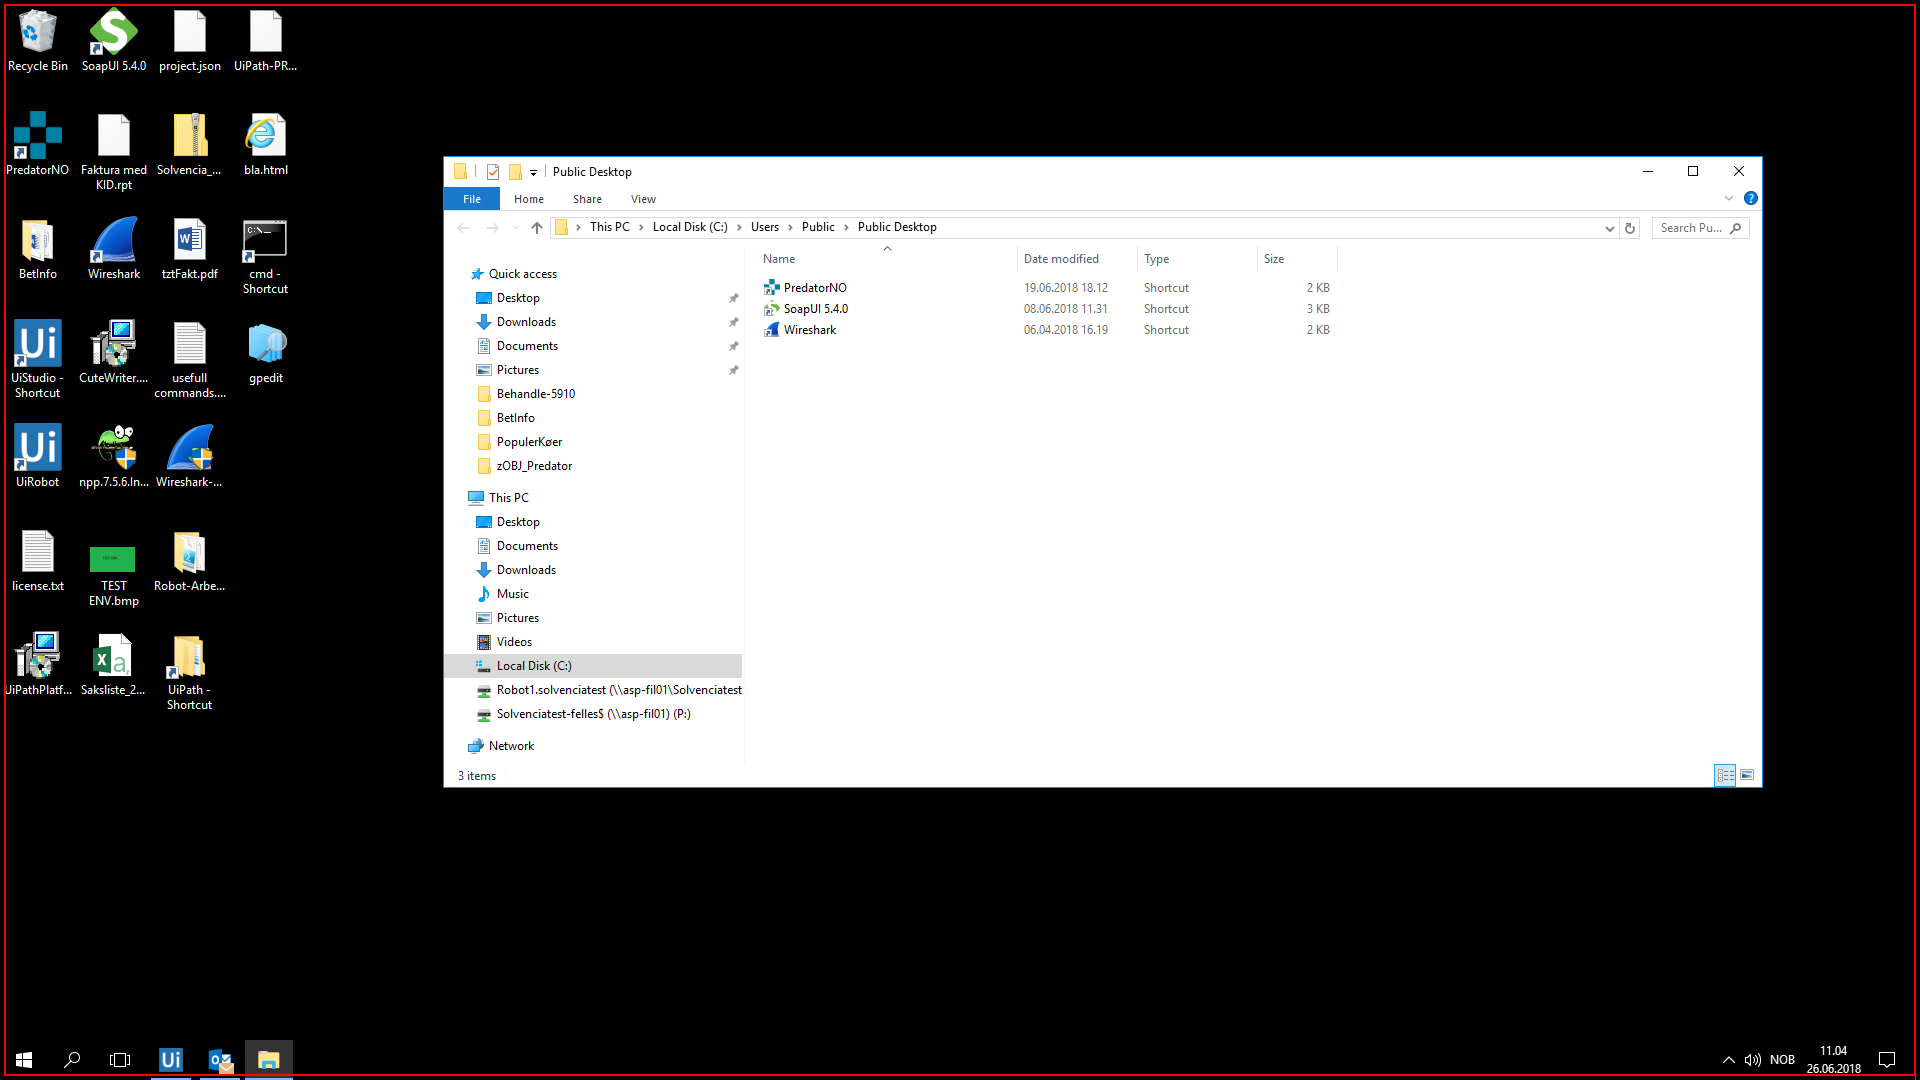 Recycle Bin
SoapUI 5.4.0
project.json
UiPath-PR...
PredatorNO
Faktura med
KID.rpt
Solvencia_...
bla.html
BetInfo
Wireshark
tztFakt.pdf
cmd -
Shortcut
UiStudio -
Shortcut
CuteWriter....
usefull
commands....
gpedit
UiRobot
npp.7.5.6.In...
Wireshark-...
license.txt
TEST
ENV.bmp
Robot-Arbe...
UiPathPlatf...
Saksliste_2...
UiPath -
Shortcut
Public Desktop
File Home Share View
This PC > Local Disk (C:) > Users > Public > Public Desktop
Search Pu...
Name Date modified Type Size
PredatorNO 19.06.2018 18.12 Shortcut 2 KB
SoapUI 5.4.0 08.06.2018 11.31 Shortcut 3 KB
Wireshark 06.04.2018 16.19 Shortcut 2 KB
Quick access
Desktop
Downloads
Documents
Pictures
Behandle-5910
BetInfo
PopulerKøer
zOBJ_Predator
This PC
Desktop
Documents
Downloads
Music
Pictures
Videos
Local Disk (C:)
Robot1.solvenciatest (\\asp-fil01\Solvenciatest
Solvenciatest-felles$ (\\asp-fil01) (P:)
Network
3 items
NOB
11.04
26.06.2018